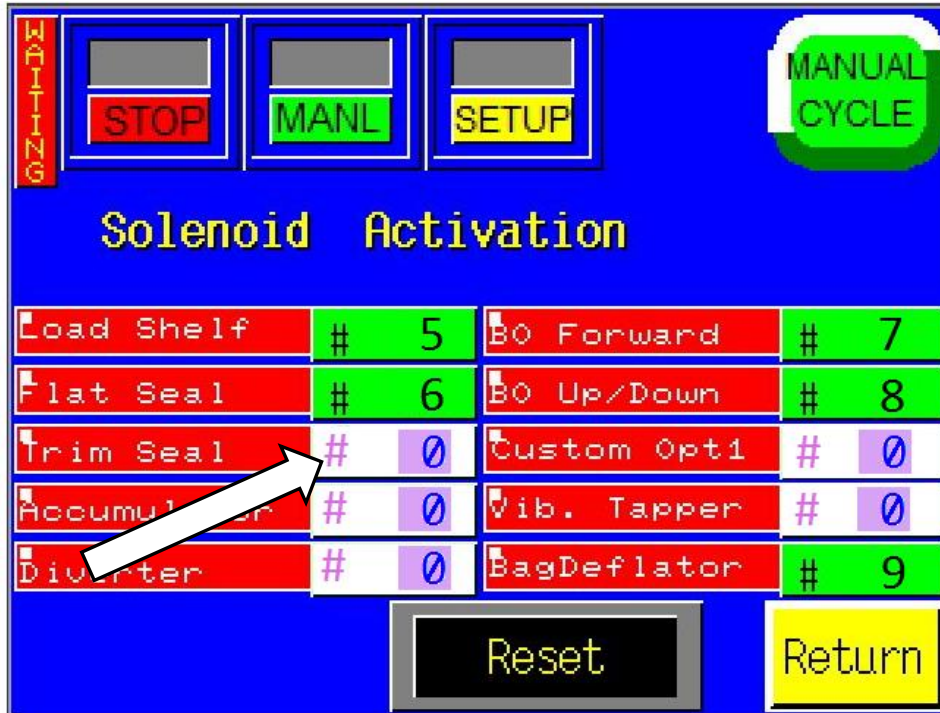 WAITING
STOP MANL SETUP
MANUAL
CYCLE
Solenoid Activation
Load Shelf # 5 BO Forward # 7
Flat Seal # 6 BO Up/Down # 8
Trim Seal # 0 Custom Opt1 # 0
# 0 Vib. Tapper # 0
# 0 BagDeflator # 9
Reset Return